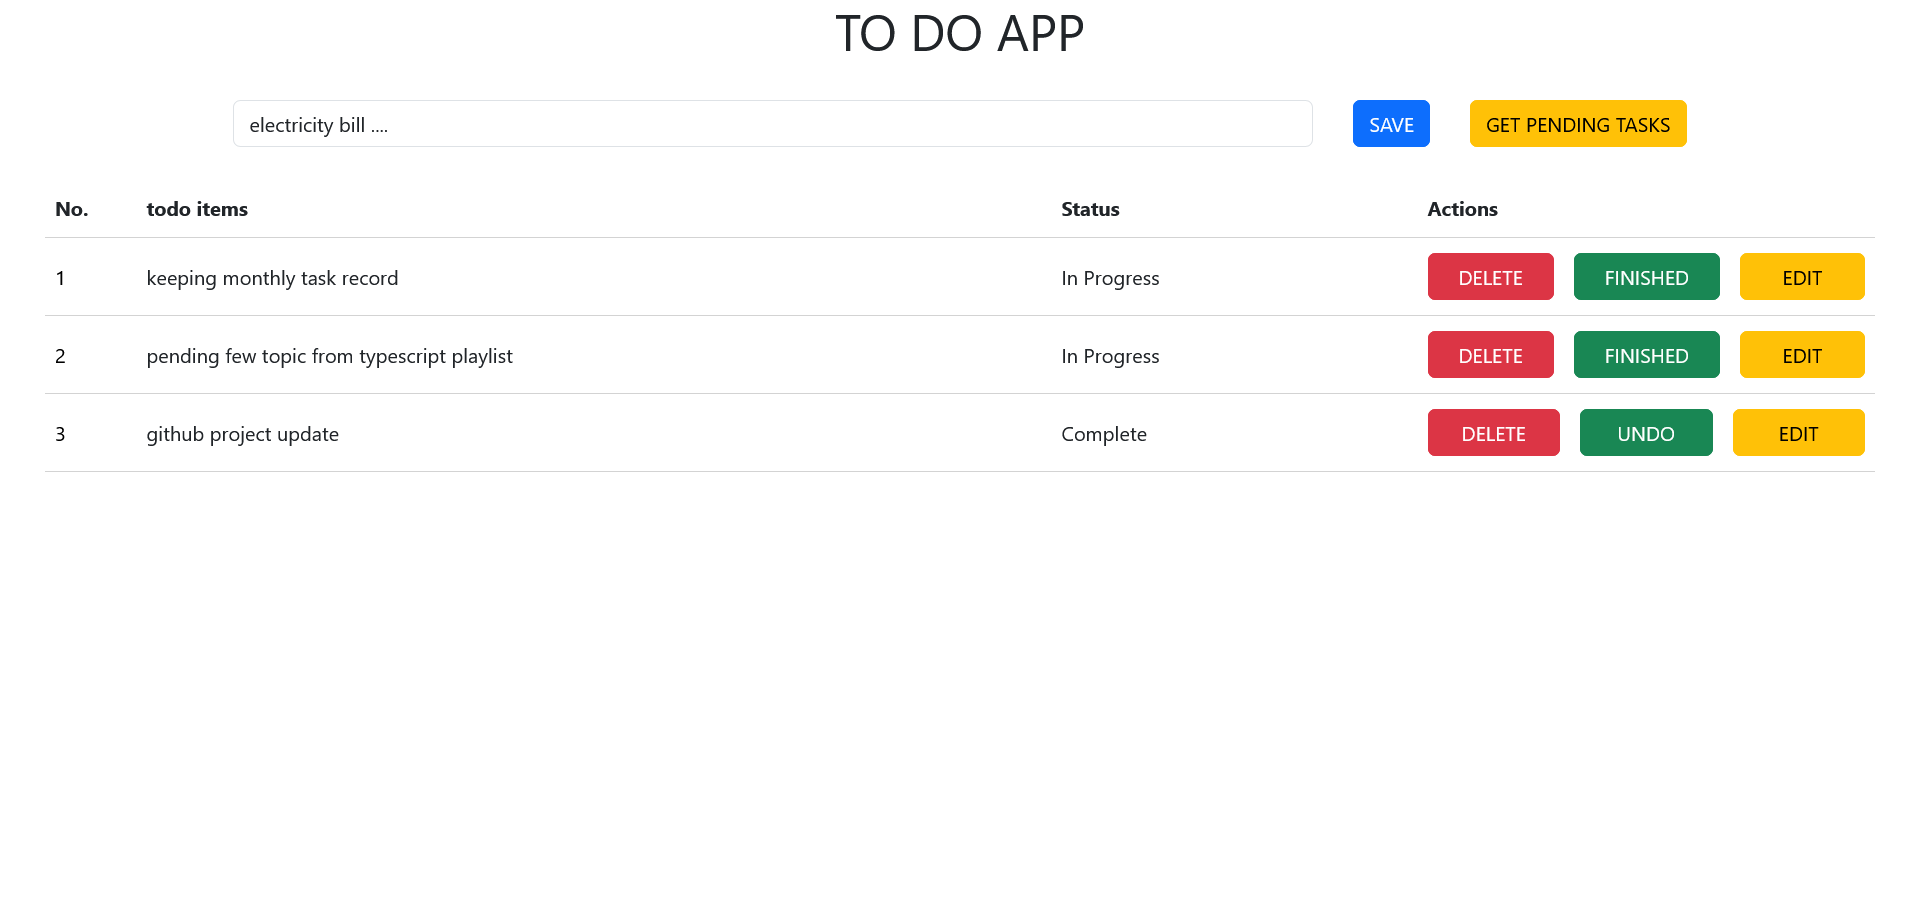 TO DO APP
electricity bill .... SAVE GET PENDING TASKS
No. todo items Status Actions
1 keeping monthly task record In Progress DELETE FINISHED EDIT
2 pending few topic from typescript playlist In Progress DELETE FINISHED EDIT
3 github project update Complete DELETE UNDO EDIT